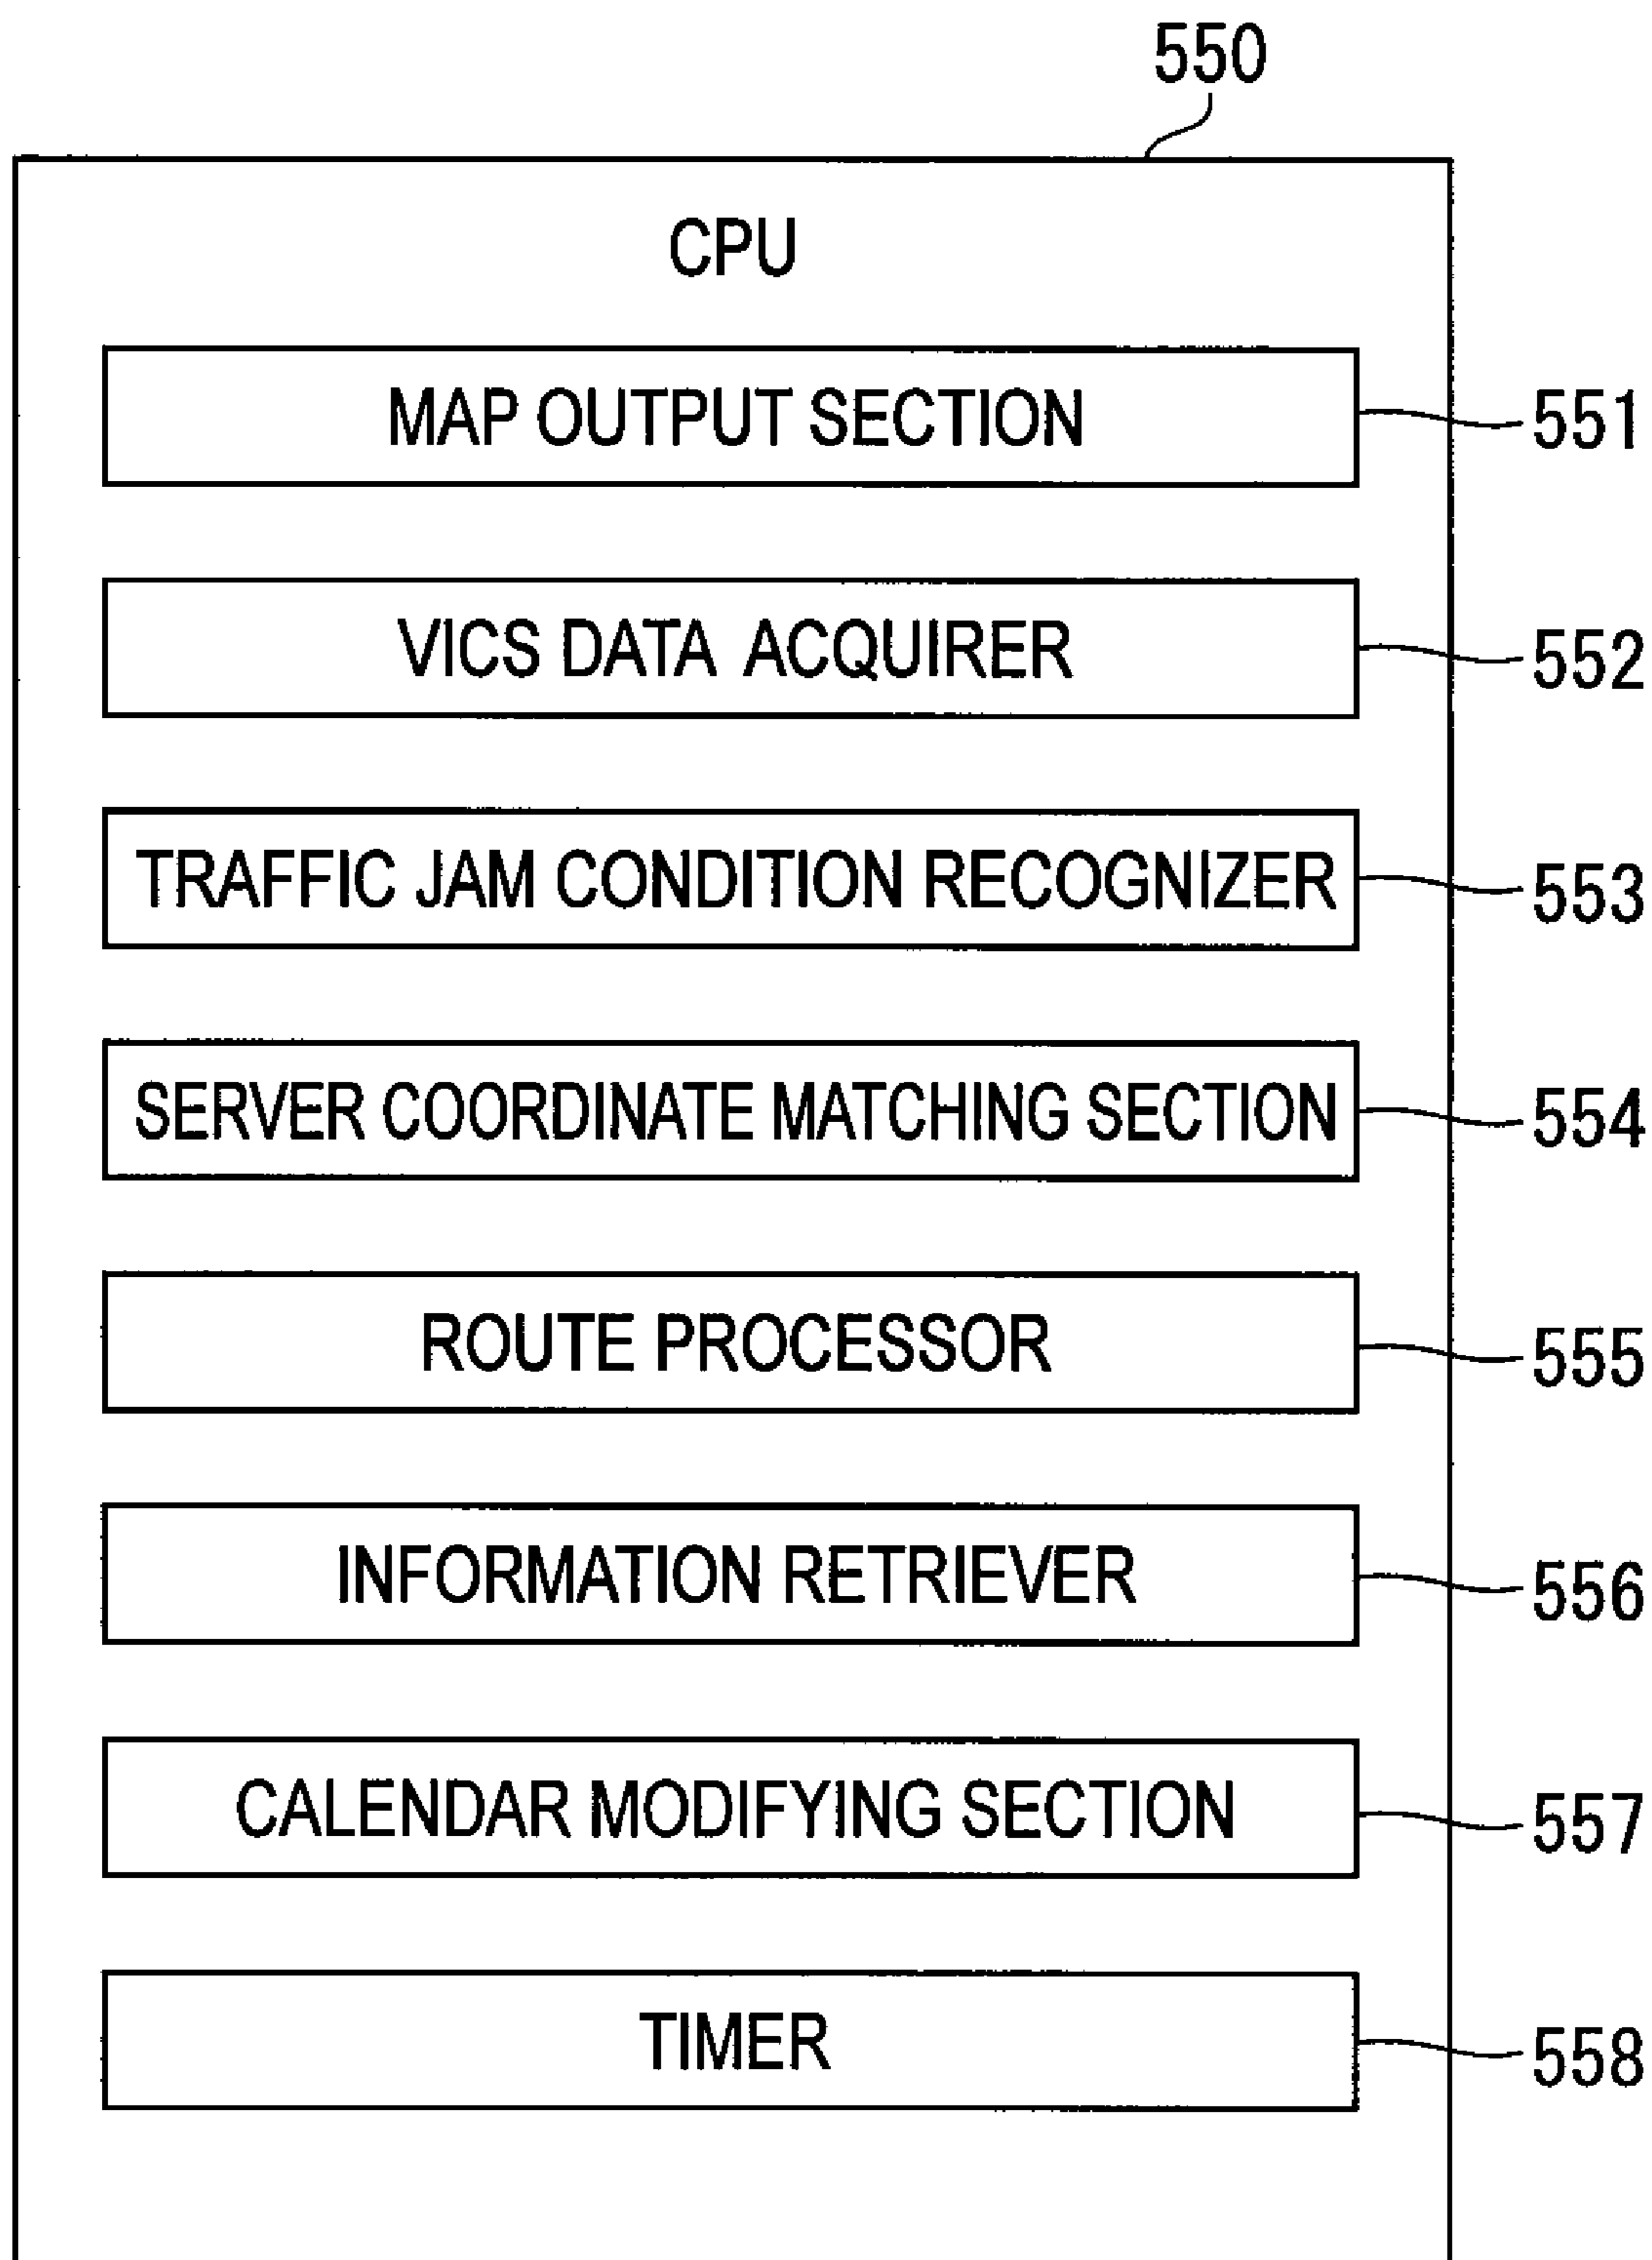 550
CPU
MAP OUTPUT SECTION 551
VICS DATA ACQUIRER 552
TRAFFIC JAM CONDITION RECOGNIZER 553
SERVER COORDINATE MATCHING SECTION 554
ROUTE PROCESSOR 555
INFORMATION RETRIEVER 556
CALENDAR MODIFYING SECTION 557
TIMER 558